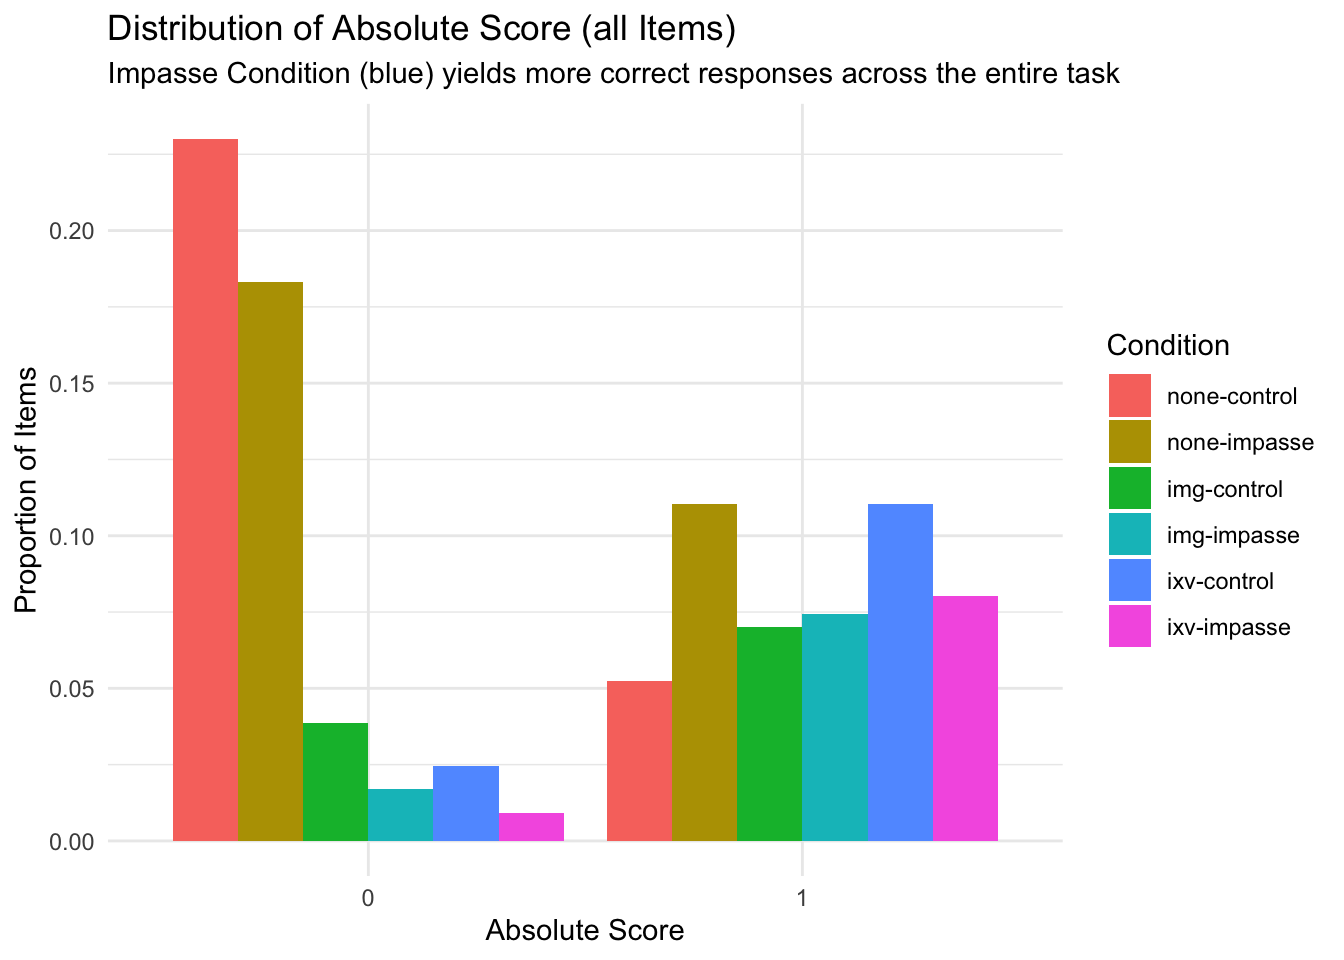 Distribution of Absolute Score (all Items)
Impasse Condition (blue) yields more correct responses across the entire task
Proportion of Items
0.20
0.15
0.10
0.05
0.00
0
1
Absolute Score
Condition
none-control
none-impasse
img-control
img-impasse
ixv-control
ixv-impasse